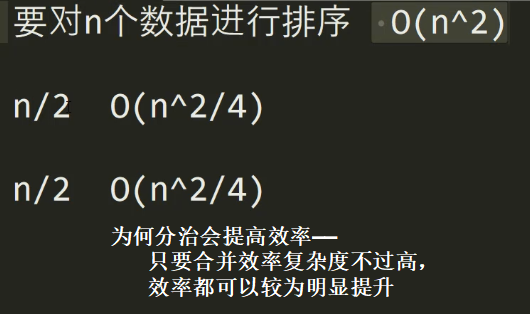 要对n个数据进行排序 O(n^2)
n/2 O(n^2/4)
n/2 O(n^2/4)
为何分治会提高效率——
只要合并效率复杂度不过高，
效率都可以较为明显提升